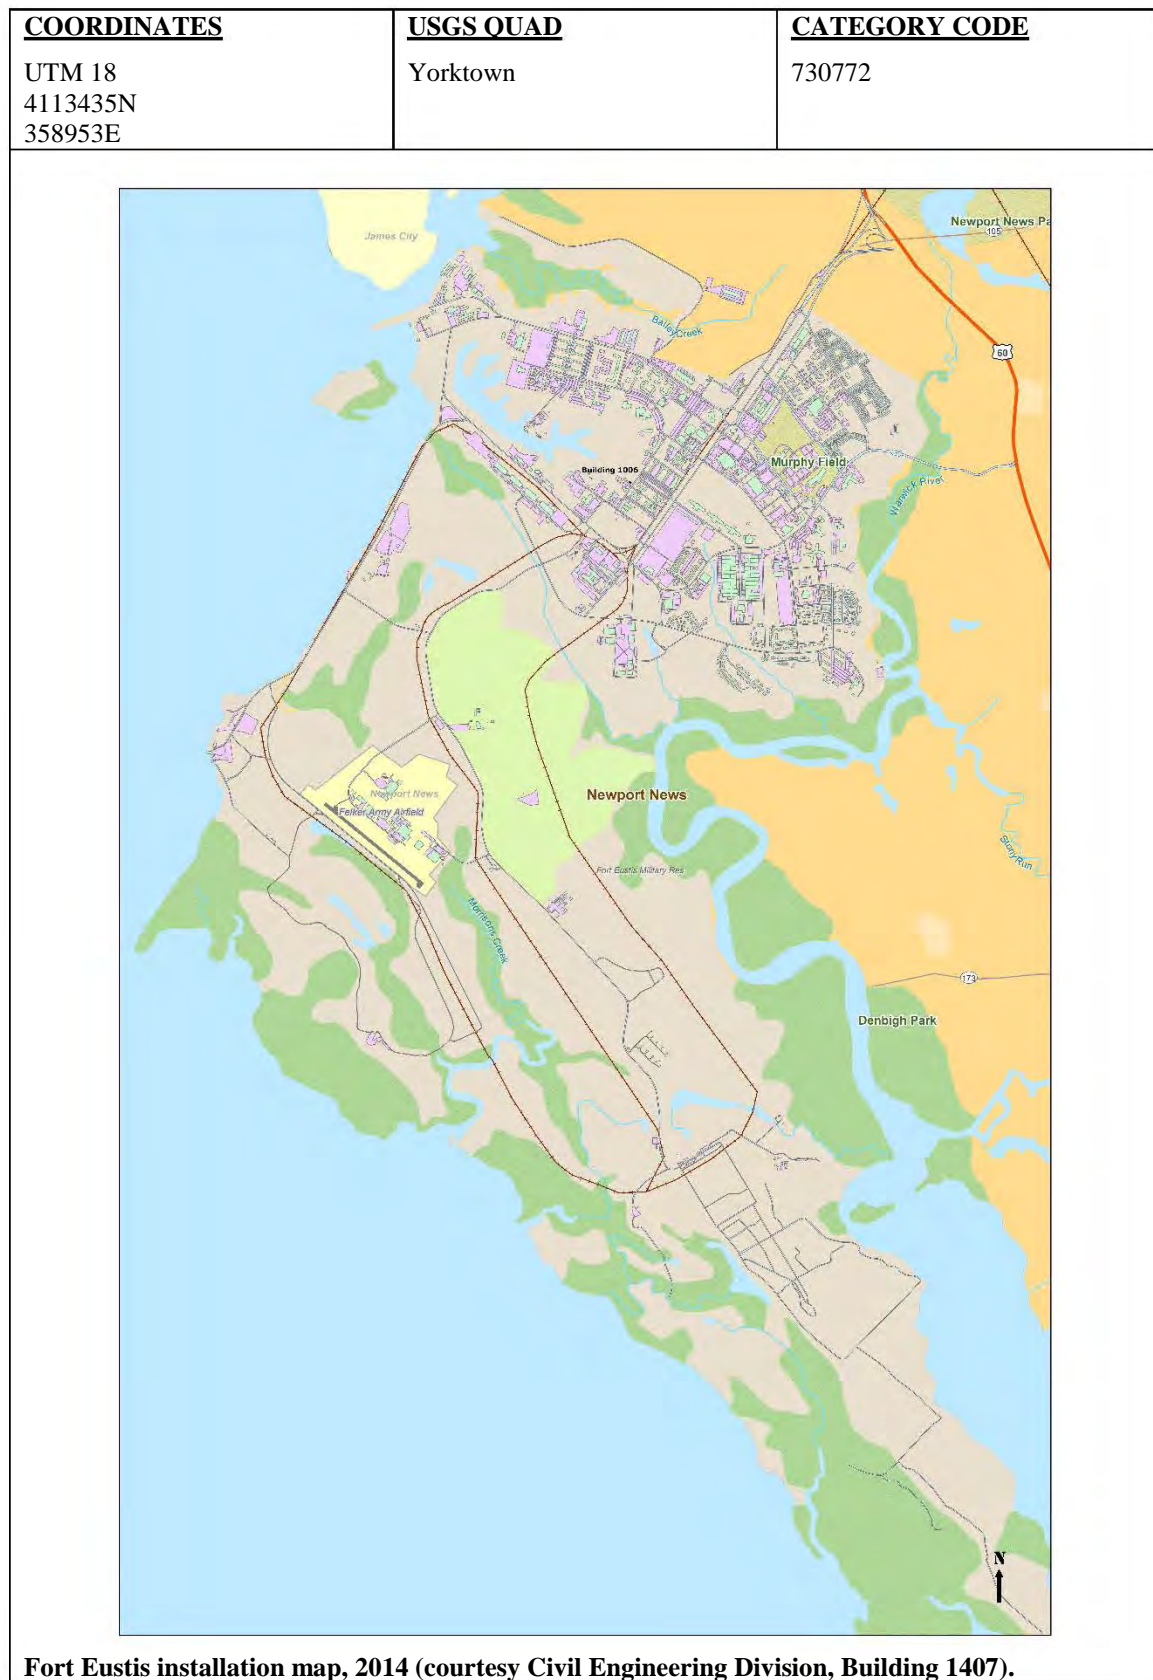 COORDINATES
UTM 18
4113435N
358953E
USGS QUAD
Yorktown
CATEGORY CODE
730772
James City
Newport News Pa
105
Bailey Creek
60
Murphy Field
Building 1006
Warwick River
Newport News
Felker Army Airfield
Newport News
Fort Eustis Military Res
Stony Run
Morrisons Creek
173
Denbigh Park
N
Fort Eustis installation map, 2014 (courtesy Civil Engineering Division, Building 1407).